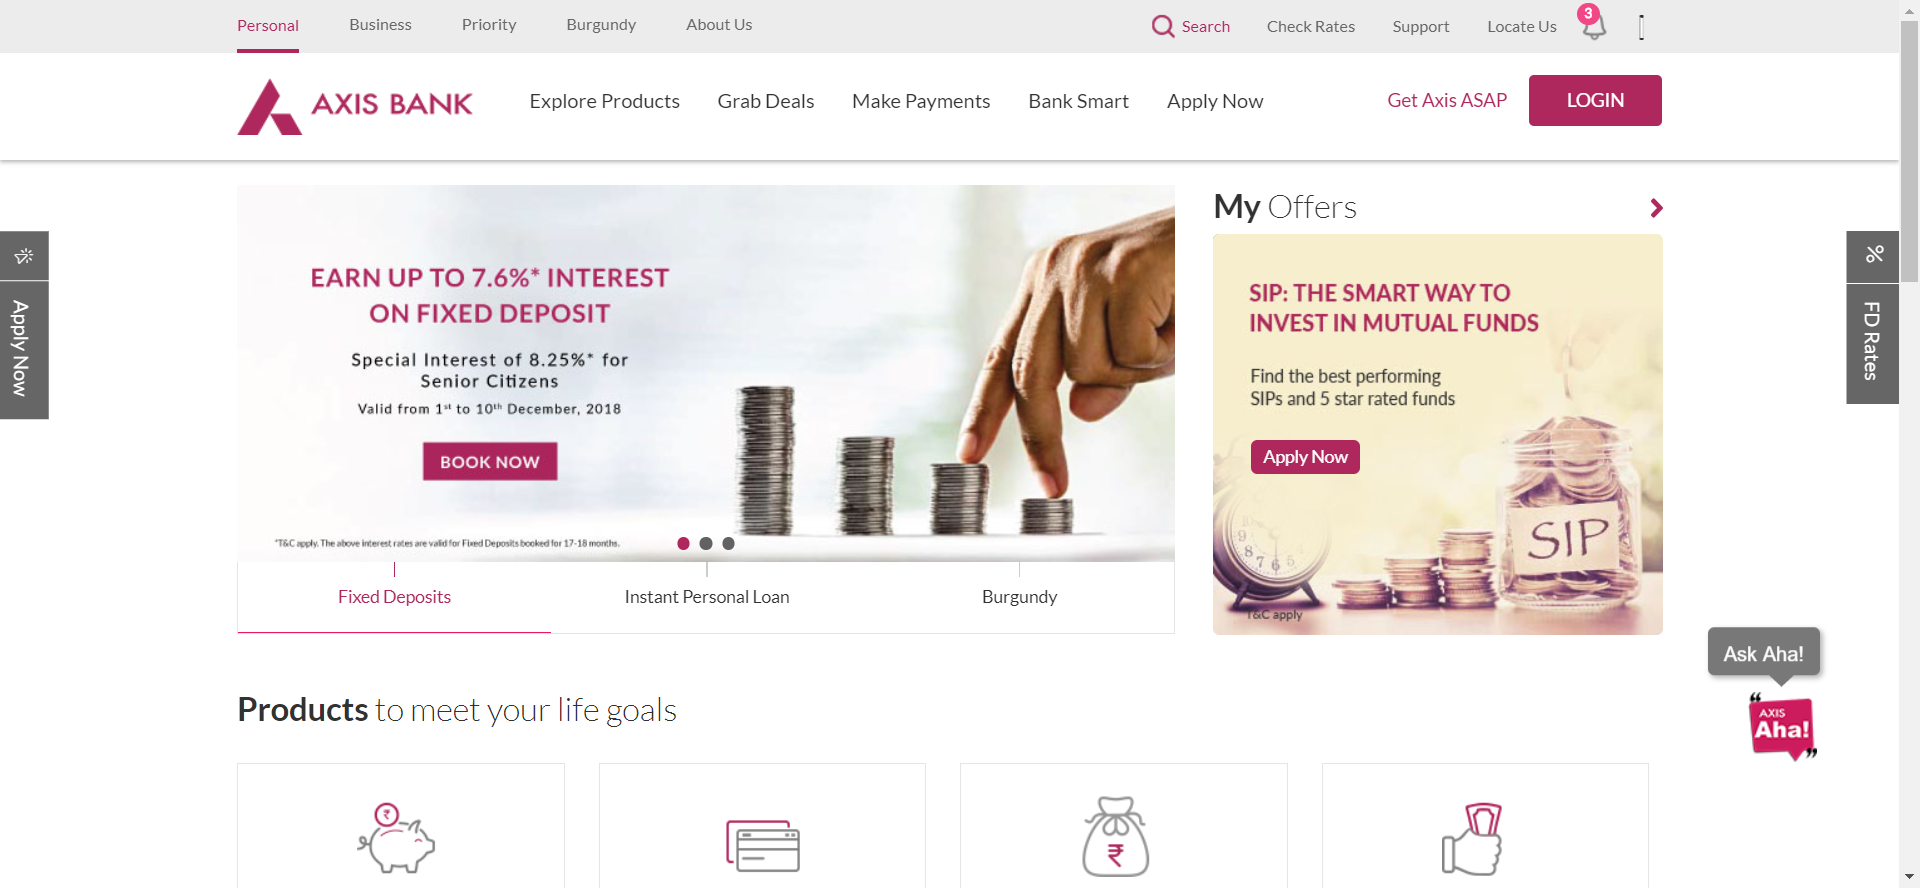 Personal
Business
Priority
Burgundy
About Us
Search
Check Rates
Support
Locate Us
3
AXIS BANK
Explore Products
Grab Deals
Make Payments
Bank Smart
Apply Now
Get Axis ASAP
LOGIN
Apply Now
EARN UP TO 7.6%* INTEREST
ON FIXED DEPOSIT
Special Interest of 8.25%* for
Senior Citizens
Valid from 1st to 10th December, 2018
BOOK NOW
*T&C apply. The above interest rates are valid for Fixed Deposits booked for 17-18 months.
Fixed Deposits
Instant Personal Loan
Burgundy
My Offers
SIP: THE SMART WAY TO
INVEST IN MUTUAL FUNDS
Find the best performing
SIPs and 5 star rated funds
Apply Now
SIP
T&C apply
%
FD Rates
Ask Aha!
AXIS
Aha!
Products to meet your life goals
₹
₹